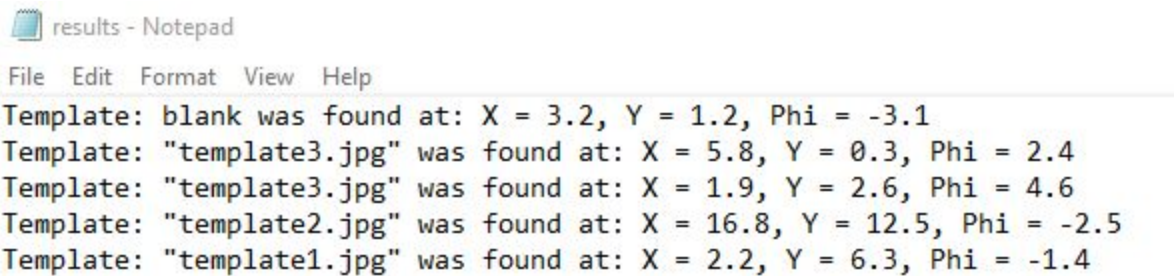 results - Notepad
File Edit Format View Help
Template: blank was found at: X = 3.2, Y = 1.2, Phi = -3.1
Template: "template3.jpg" was found at: X = 5.8, Y = 0.3, Phi = 2.4
Template: "template3.jpg" was found at: X = 1.9, Y = 2.6, Phi = 4.6
Template: "template2.jpg" was found at: X = 16.8, Y = 12.5, Phi = -2.5
Template: "template1.jpg" was found at: X = 2.2, Y = 6.3, Phi = -1.4